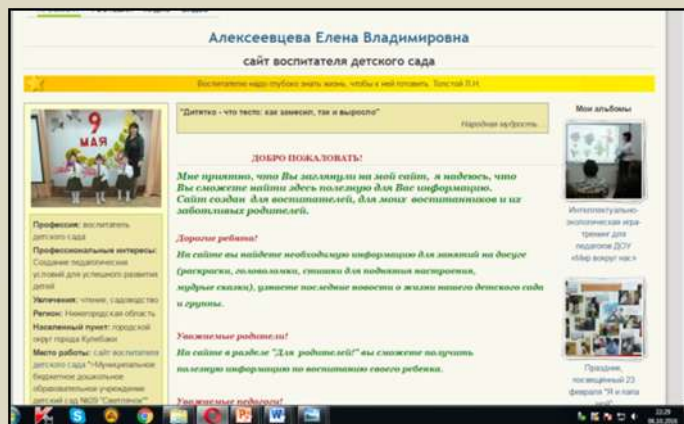 Алексеевцева Елена Владимировна
сайт воспитателя детского сада
Воспитателю надо глубоко знать жизнь, чтобы к ней готовить. Толстой Л.Н.
9
МАЯ
Профессия: воспитатель
детского сада
Профессиональные интересы:
Создание педагогических
условий для успешного развития
детей
Увлечения: чтение, садоводство
Регион: Нижегородская область
Населенный пункт: городской
округ города Кулебаки
Место работы: сайт воспитателя
детского сада ">Муниципальное
бюджетное дошкольное
образовательное учреждение
детский сад №20 "Светлячок"
"Дитятко - что тесто: как замесил, так и выросло"
Народная мудрость
ДОБРО ПОЖАЛОВАТЬ!
Мне приятно, что Вы заглянули на мой сайт, я надеюсь, что
Вы сможете найти здесь полезную для Вас информацию.
Сайт создан для воспитателей, для моих воспитанников и их
заботливых родителей.
Дорогие ребята!
На сайте вы найдете необходимую информацию для занятий на досуге
(раскраски, головоломки, стишки для поднятия настроения,
мудрые сказки), узнаете последние новости о жизни нашего детского сада
и группы.
Уважаемые родители!
На сайте в разделе "Для родителей!" вы сможете получить
полезную информацию по воспитанию своего ребенка.
Уважаемые педагоги!
Мои альбомы
Интеллектуально-
экологическая игра-
тренинг для
педагогов ДОУ
«Мир вокруг нас»
Праздник,
посвящённый 23
февраля "Я и папа
мой"
22:29